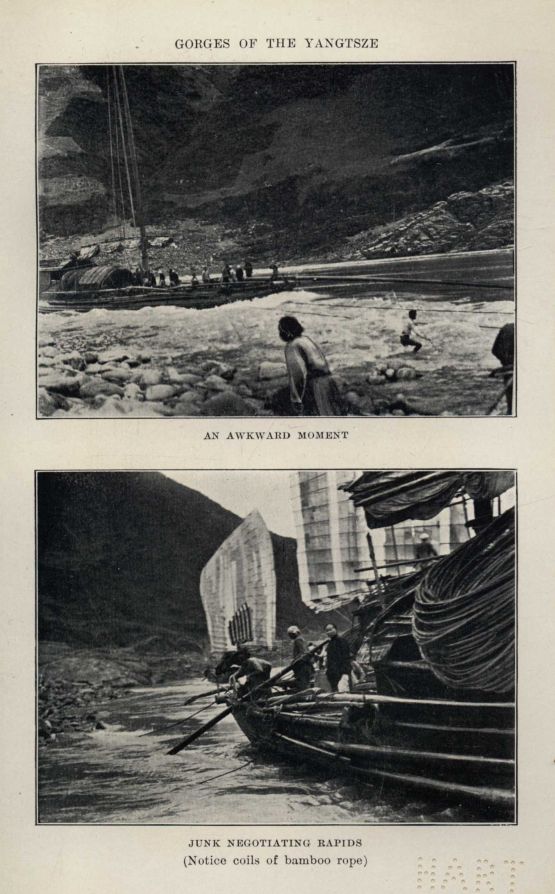 GORGES OF THE YANGTSZE
AN AWKWARD MOMENT
JUNK NEGOTIATING RAPIDS
(Notice coils of bamboo rope)